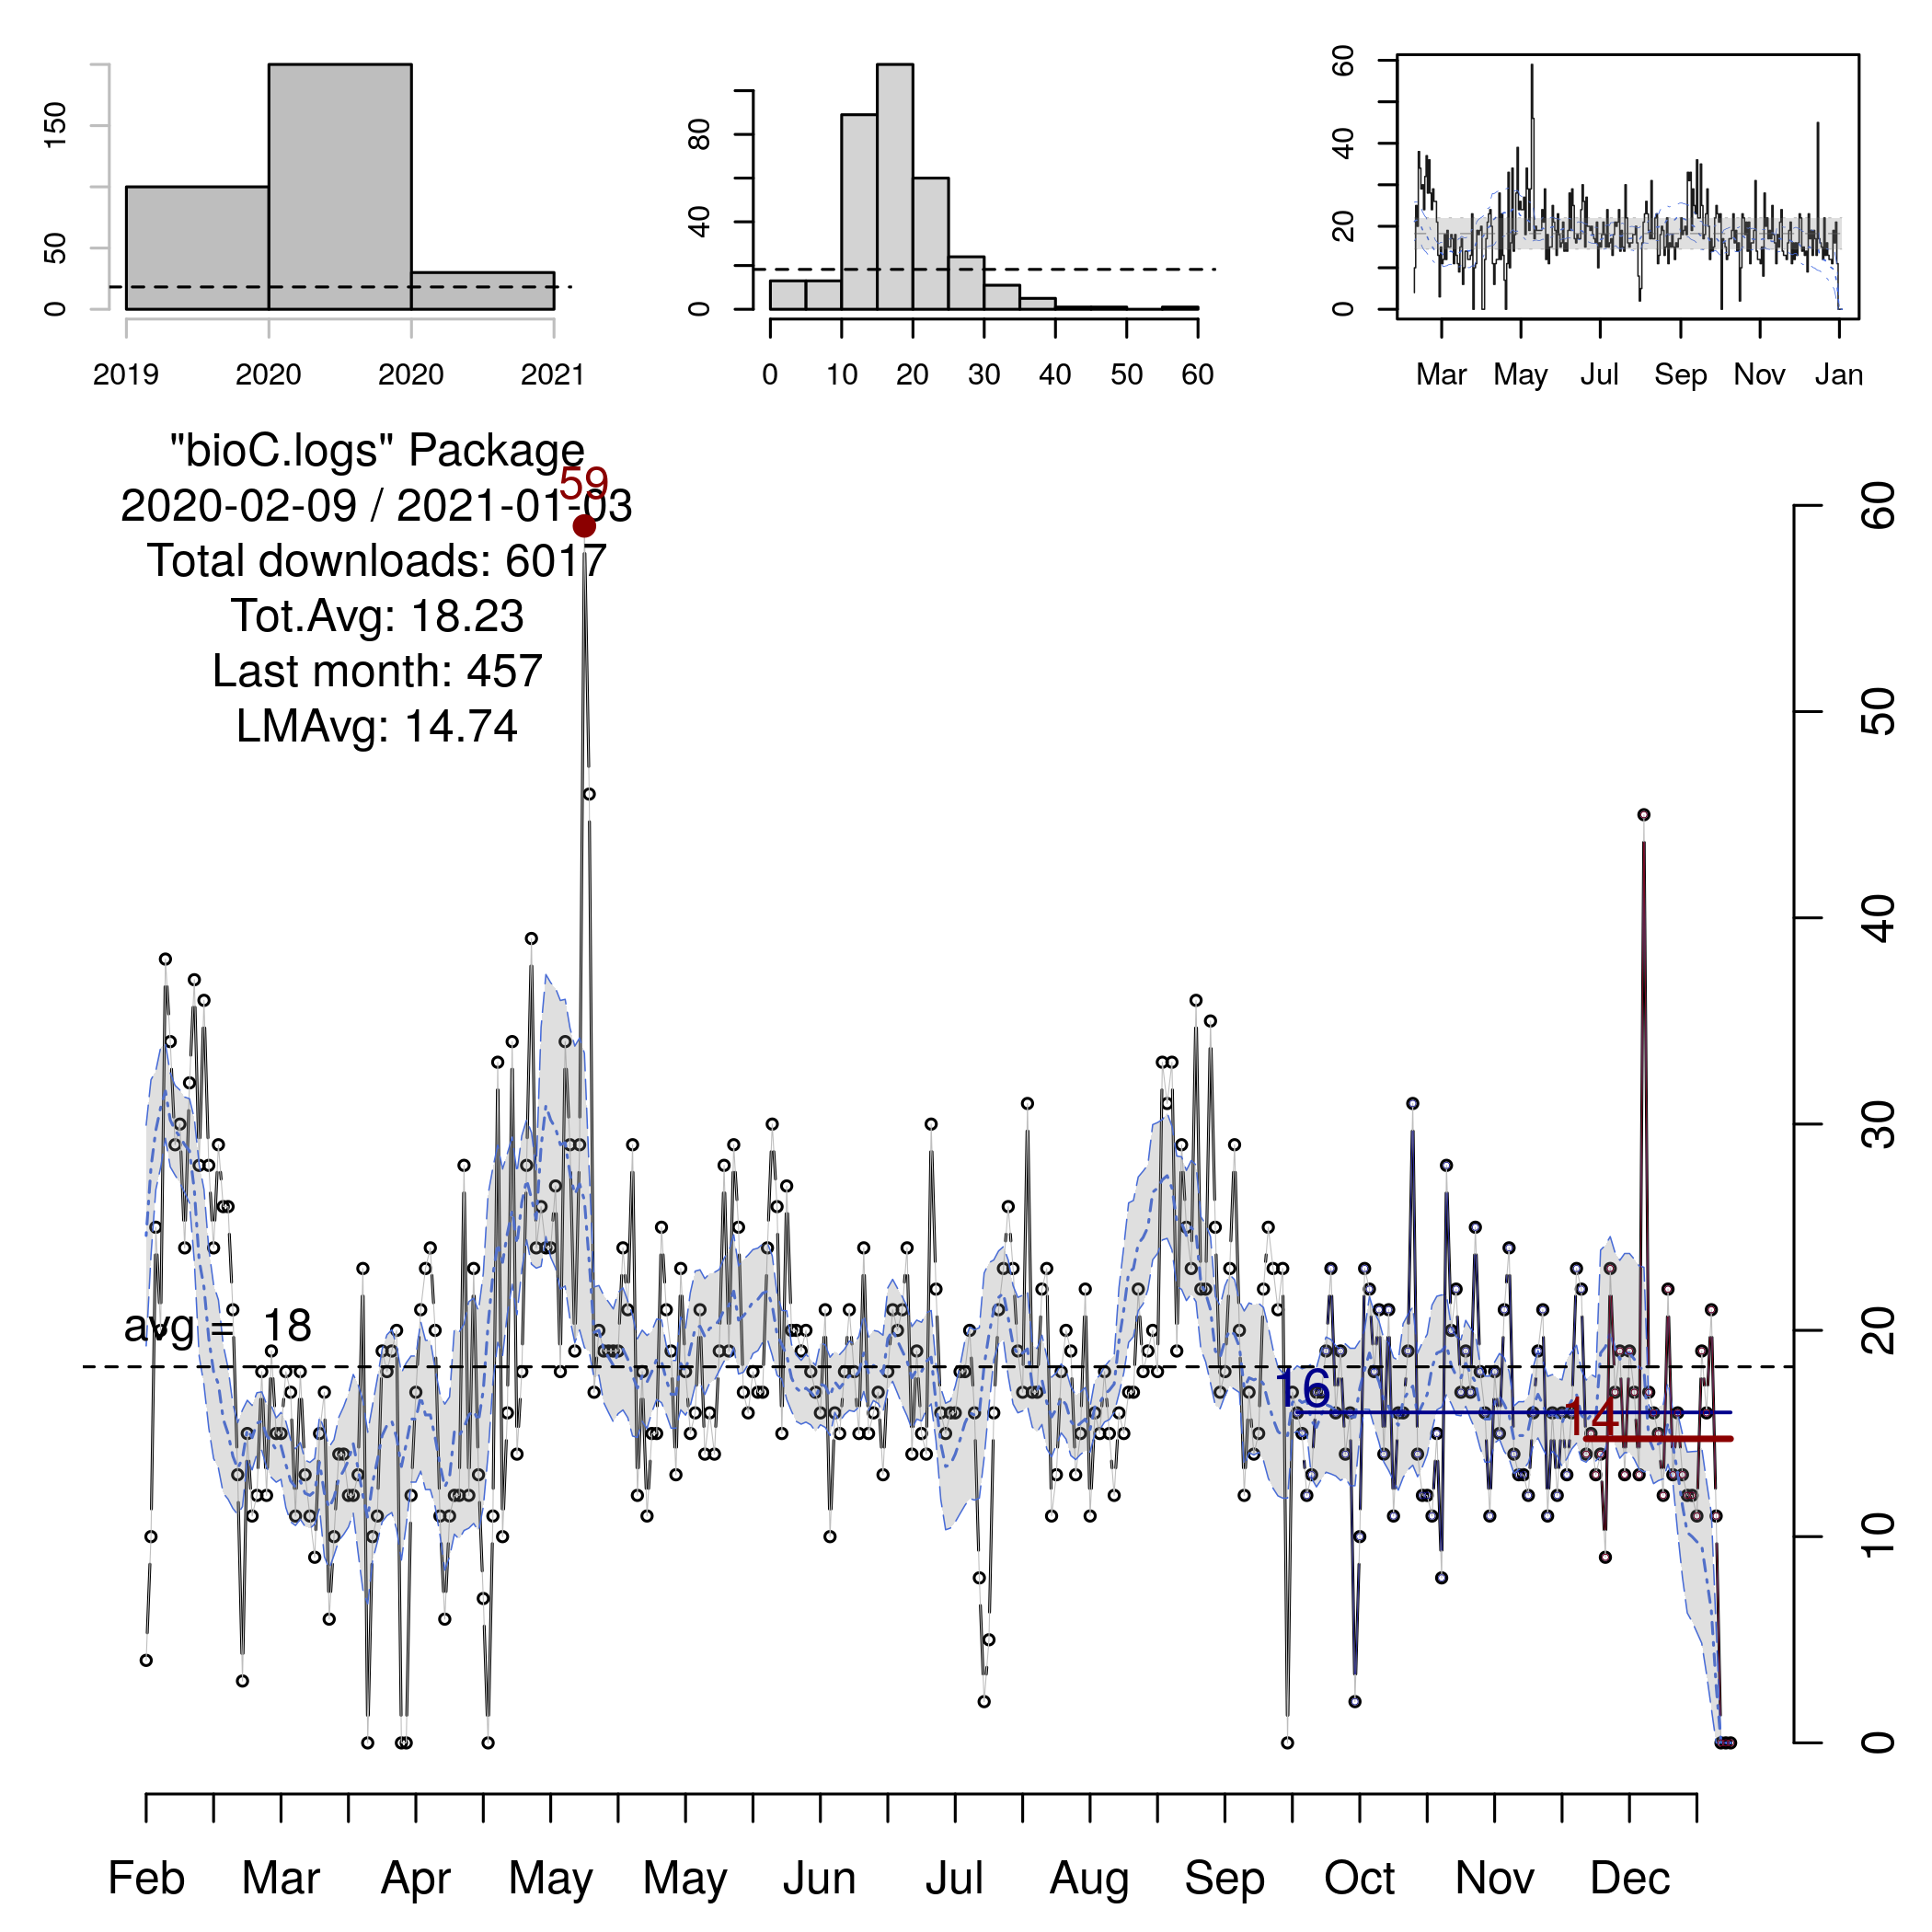 150
50
0
2019 2020 2020 2021
80
40
0
0 10 20 30 40 50 60
60
40
20
0
Mar May Jul Sep Nov Jan
"bioC.logs" Package
59
2020-02-09 / 2021-01-03
Total downloads: 6017
Tot.Avg: 18.23
Last month: 457
LMAvg: 14.74
avg = 18
16
14
60
50
40
30
20
10
0
Feb Mar Apr May May Jun Jul Aug Sep Oct Nov Dec